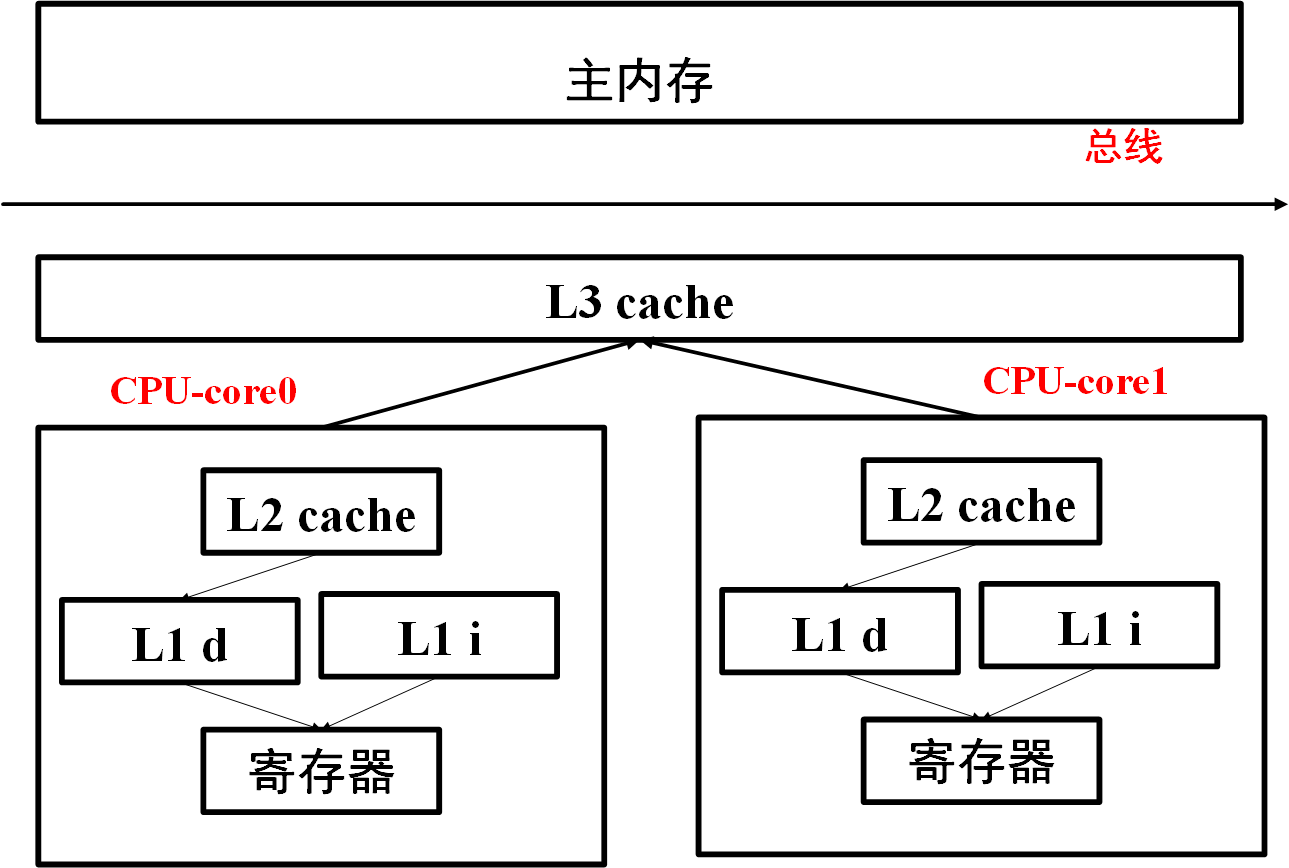 主内存
总线
L3 cache
CPU-core0
CPU-core1
L2 cache
L2 cache
L1 d
L1 i
L1 d
L1 i
寄存器
寄存器